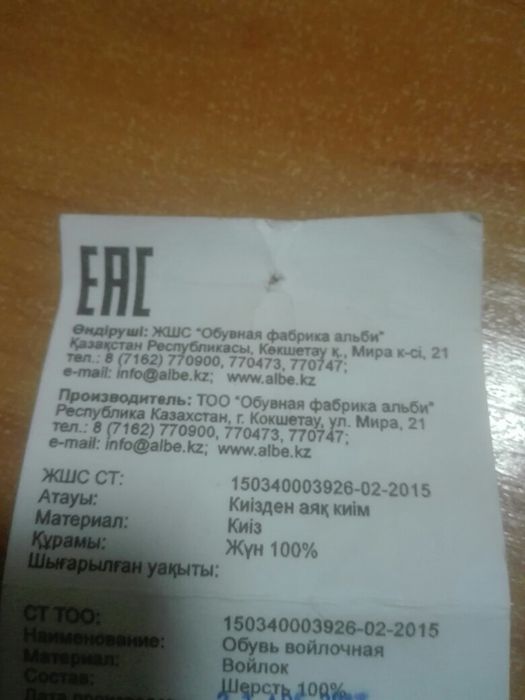 EAC
Өндіруші: ЖШС "Обувная фабрика альби"
Қазақстан Республикасы, Көкшетау қ., Мира к-сі, 21
тел.: 8 (7162) 770900, 770473, 770747;
e-mail: info@albe.kz; www.albe.kz
Производитель: ТОО "Обувная фабрика альби"
Республика Казахстан, г. Кокшетау, ул. Мира, 21
тел.: 8 (7162) 770900, 770473, 770747;
e-mail: info@albe.kz; www.albe.kz
ЖШС СТ: 150340003926-02-2015
Атауы: Киізден аяқ киім
Материал: Киіз
Құрамы: Жүн 100%
Шығарылған уақыты:
СТ ТОО: 150340003926-02-2015
Наименование: Обувь войлочная
Материал: Войлок
Состав: Шерсть 100%
Дата